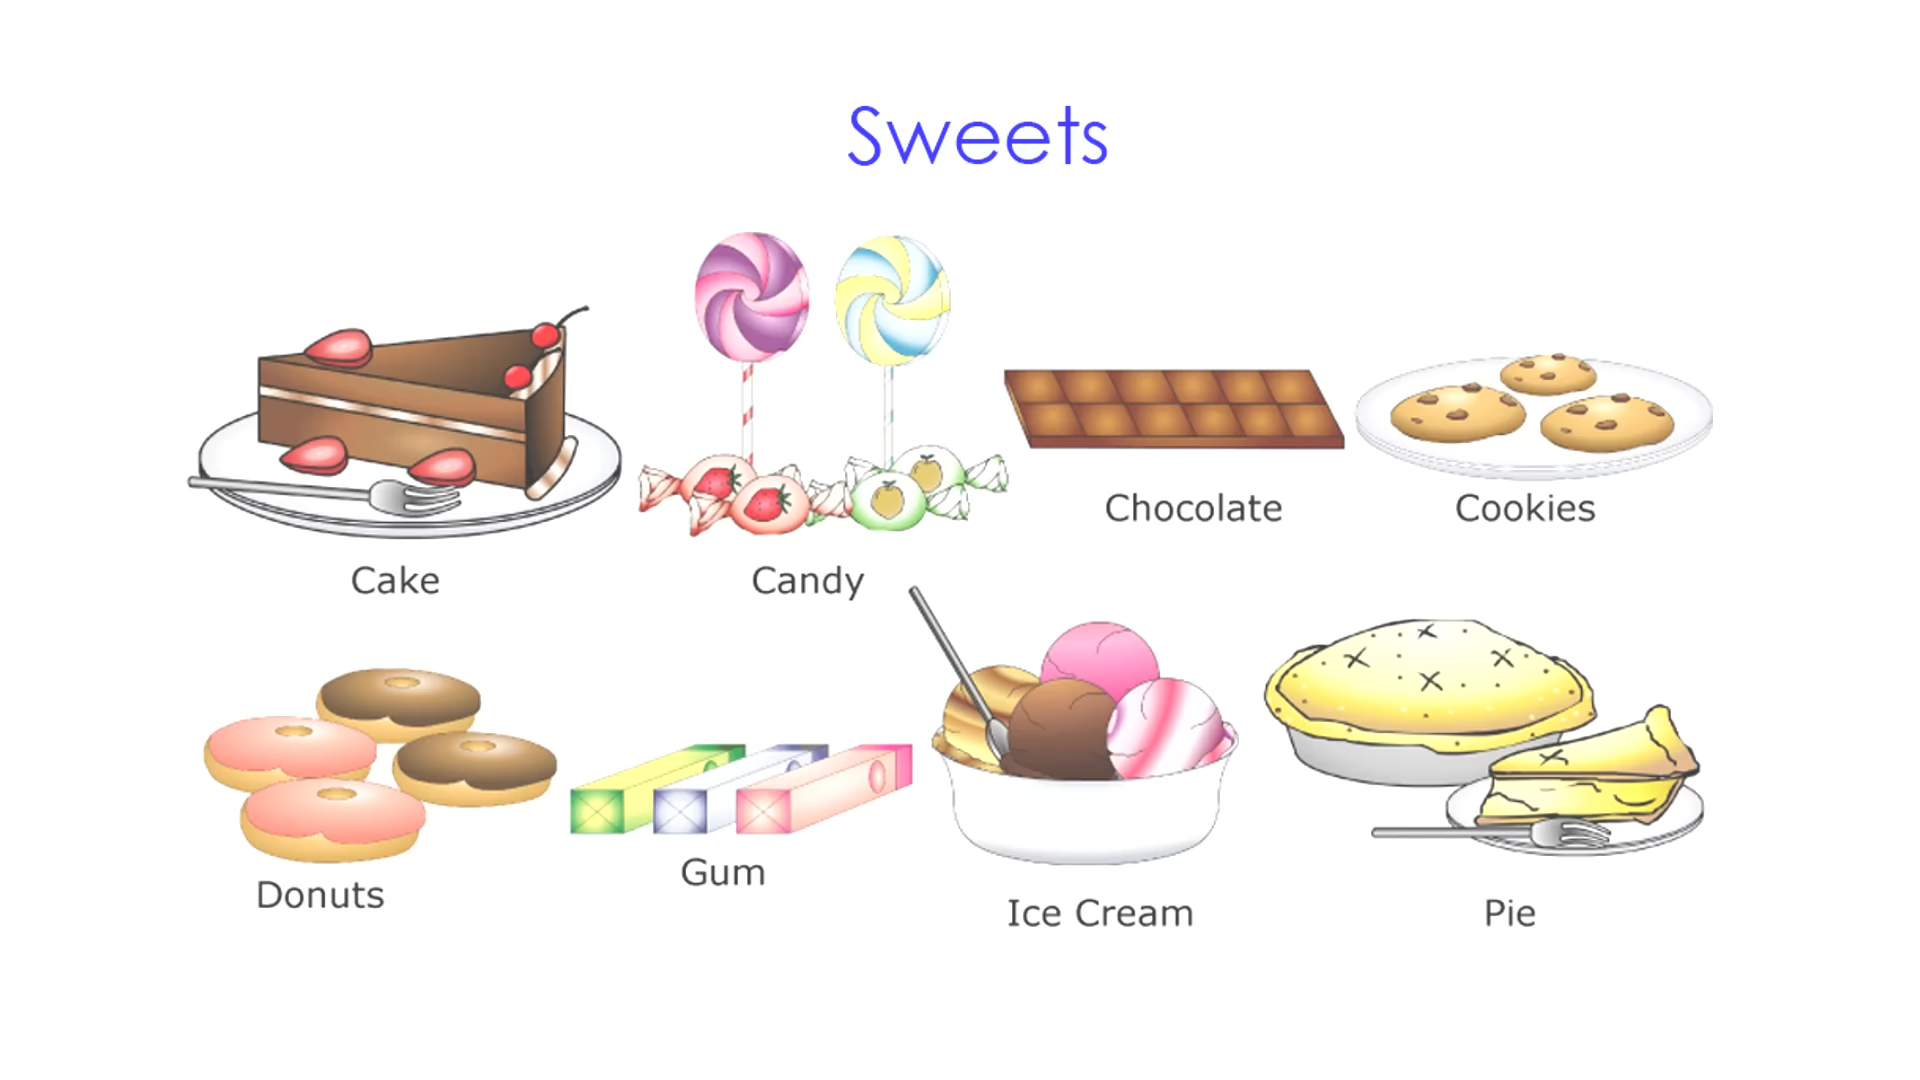 Sweets
Cake
Candy
Chocolate
Cookies
Donuts
Gum
Ice Cream
Pie